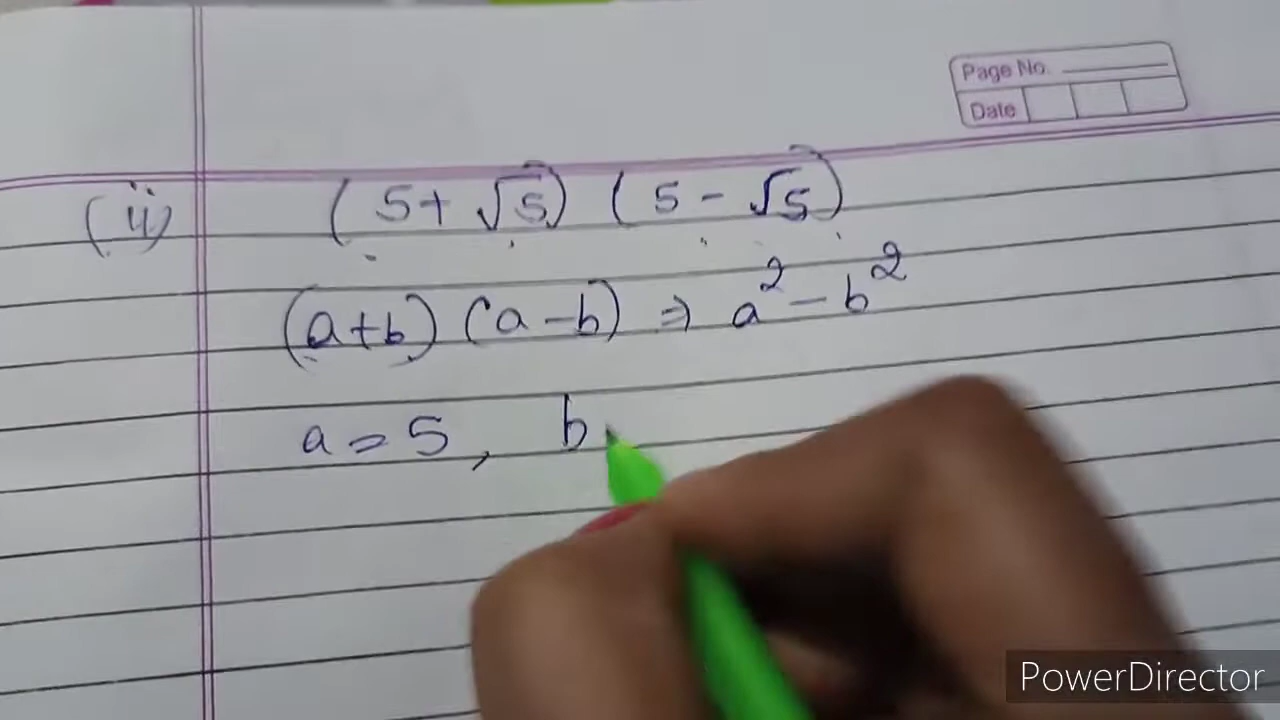 Page No.
Date
(ii) (5+√5) (5-√5)
(a+b) (a-b) ⇒ a² - b²
a = 5, b
PowerDirector